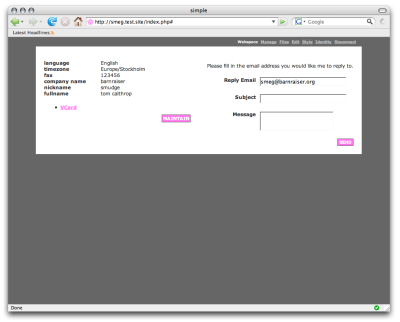 simple
http://smeg.test.site/index.php#
Google
Latest Headlines
Webspace Message Files Edit Style Identity Disconnect
language English
timezone Europe/Stockholm
fax 123456
company name barnraiser
nickname smudge
fullname tom calthrop
VCard
MAINTAIN
Please fill in the email address you would like me to reply to.
Reply Email smeg@barnraiser.org
Subject
Message
SEND
Done